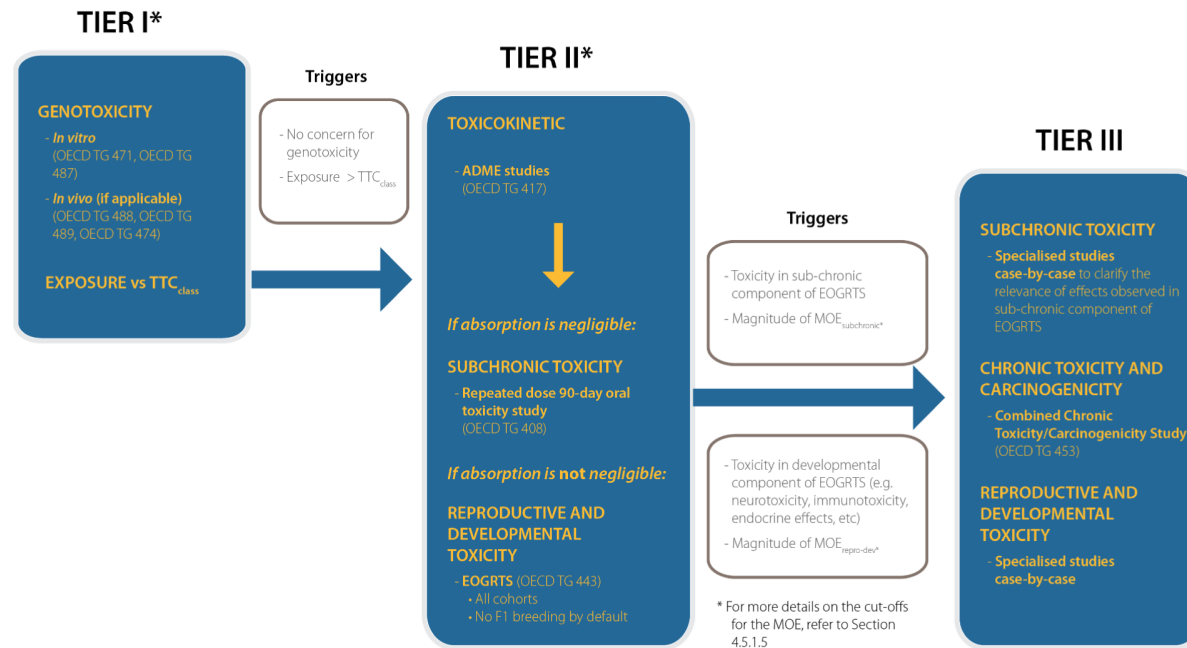 TIER I*
GENOTOXICITY
- In vitro
(OECD TG 471, OECD TG
487)
- In vivo (if applicable)
(OECD TG 488, OECD TG
489, OECD TG 474)
EXPOSURE vs TTCclass
Triggers
- No concern for
genotoxicity
- Exposure > TTCclass
TIER II*
TOXICOKINETIC
- ADME studies
(OECD TG 417)
If absorption is negligible:
SUBCHRONIC TOXICITY
- Repeated dose 90-day oral
toxicity study
(OECD TG 408)
If absorption is not negligible:
REPRODUCTIVE AND
DEVELOPMENTAL
TOXICITY
- EOGRTS (OECD TG 443)
• All cohorts
• No F1 breeding by default
Triggers
- Toxicity in sub-chronic
component of EOGRTS
- Magnitude of MOEsubchronic*
- Toxicity in developmental
component of EOGRTS (e.g.
neurotoxicity, immunotoxicity,
endocrine effects, etc)
- Magnitude of MOErepro-dev*
* For more details on the cut-offs
for the MOE, refer to Section
4.5.1.5
TIER III
SUBCHRONIC TOXICITY
- Specialised studies
case-by-case to clarify the
relevance of effects observed in
sub-chronic component of
EOGRTS
CHRONIC TOXICITY AND
CARCINOGENICITY
- Combined Chronic
Toxicity/Carcinogenicity Study
(OECD TG 453)
REPRODUCTIVE AND
DEVELOPMENTAL
TOXICITY
- Specialised studies
case-by-case